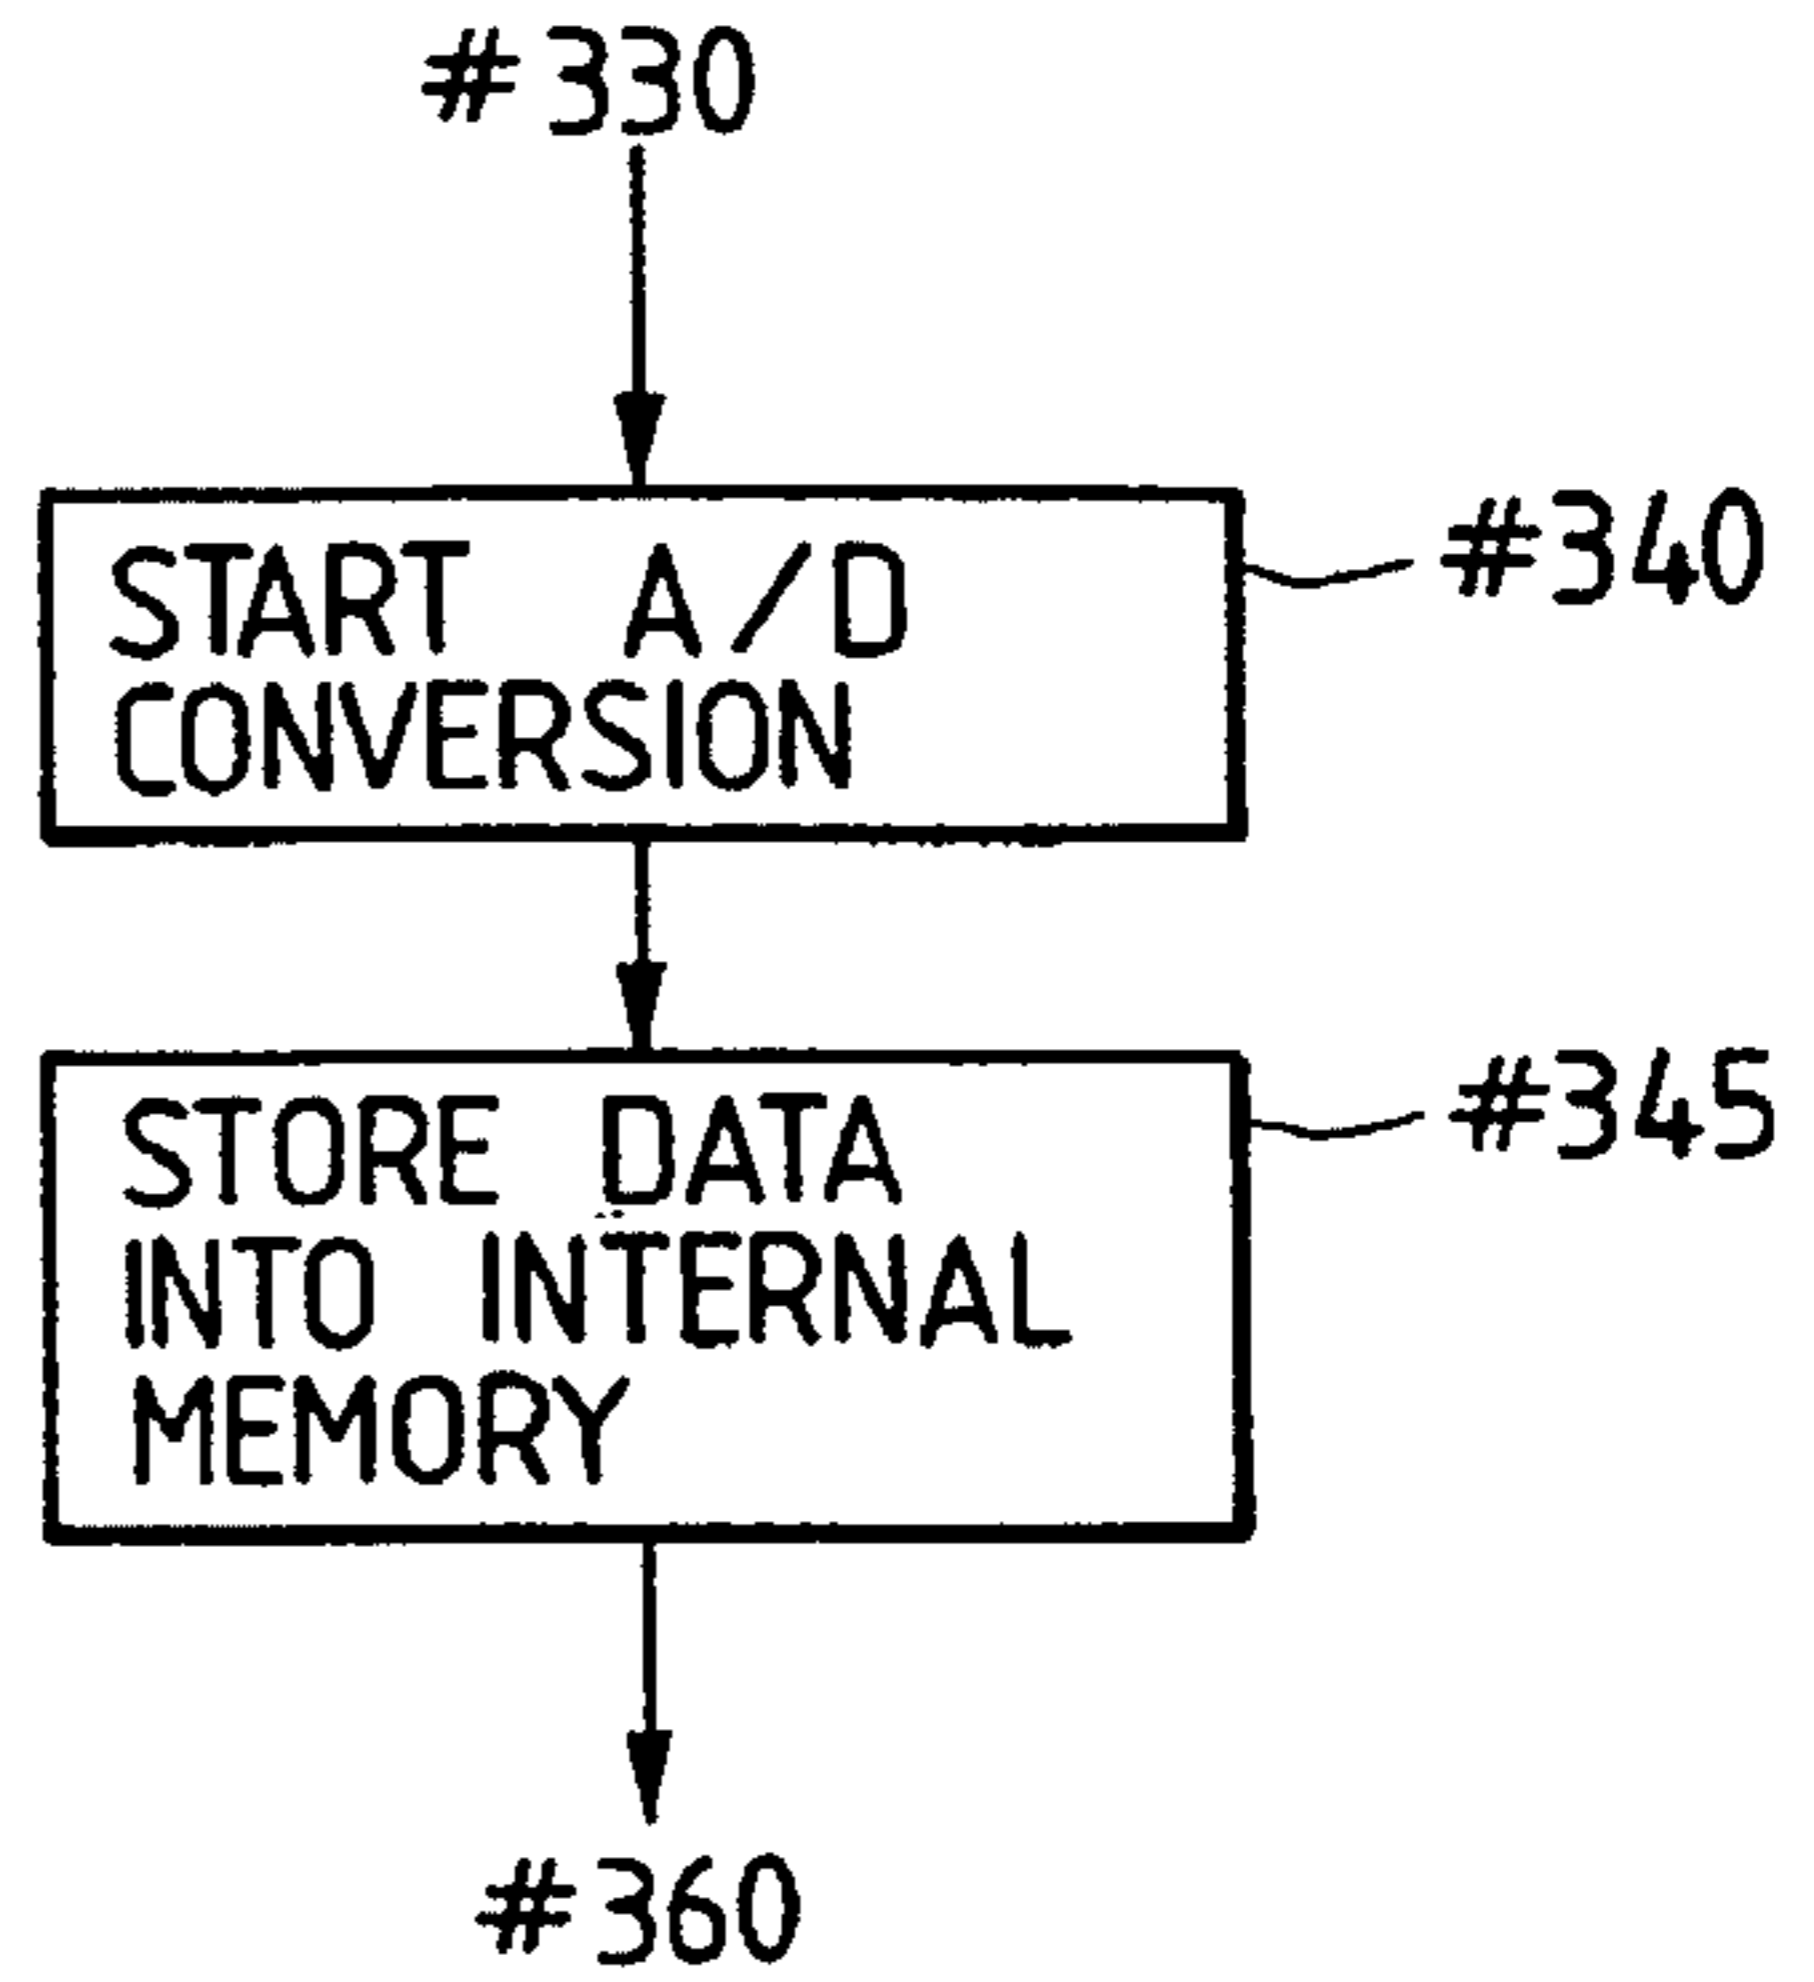 #330
START A/D
CONVERSION
#340
STORE DATA
INTO INTERNAL
MEMORY
#345
#360